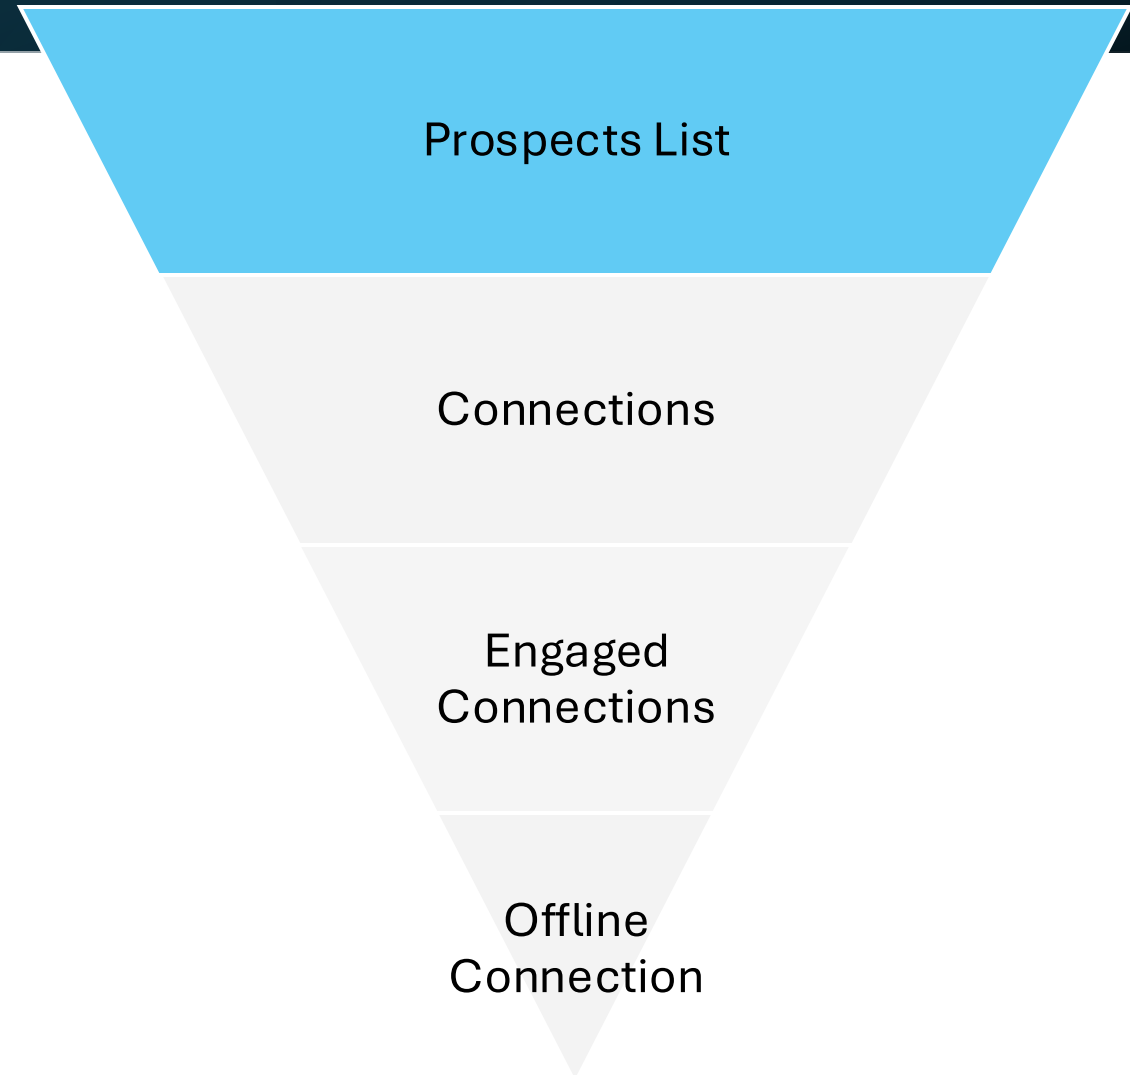 Prospects List
Connections
Engaged
Connections
Offline
Connection